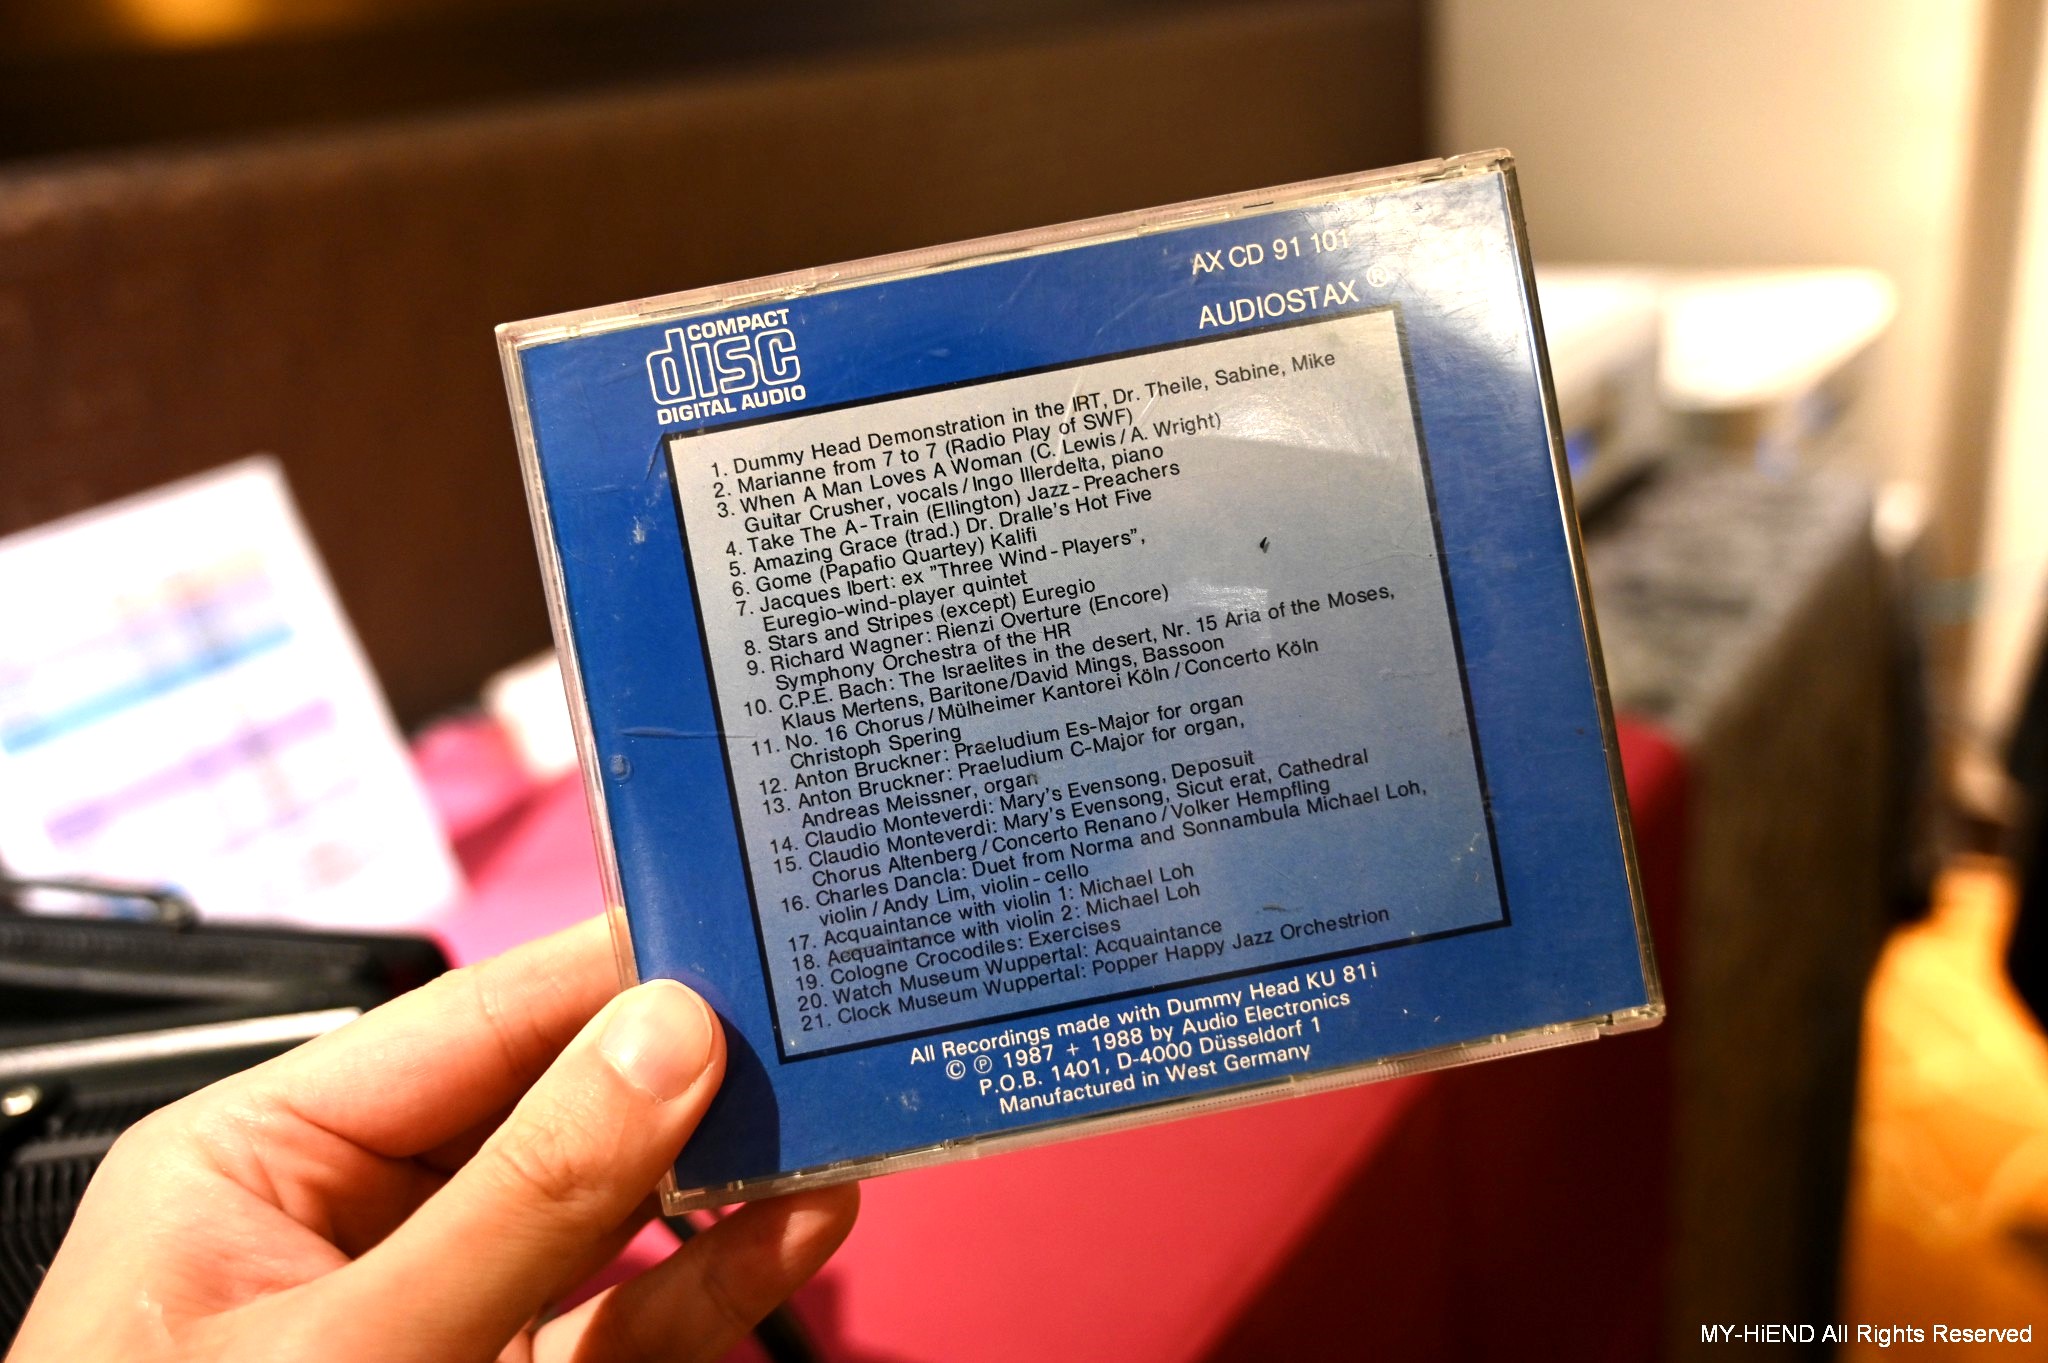 COMPACT
disc
DIGITAL AUDIO
AX CD 91 101
AUDIOSTAX ®
1. Dummy Head Demonstration in the IRT, Dr. Theile, Sabine, Mike
2. Marianne from 7 to 7 (Radio Play of SWF)
3. When A Man Loves A Woman (C. Lewis / A. Wright)
Guitar Crusher, vocals / Ingo Illerdelta, piano
4. Take The A-Train (Ellington) Jazz-Preachers
5. Amazing Grace (trad.) Dr. Dralle's Hot Five
6. Gome (Papafio Quartey) Kalifi
7. Jacques Ibert: ex "Three Wind-Players",
Euregio-wind-player quintet
8. Stars and Stripes (except) Euregio
9. Richard Wagner: Rienzi Overture (Encore)
Symphony Orchestra of the HR
10. C.P.E. Bach: The Israelites in the desert, Nr. 15 Aria of the Moses,
Klaus Mertens, Baritone/David Mings, Bassoon
11. No. 16 Chorus / Mülheimer Kantorei Köln / Concerto Köln
Christoph Spering
12. Anton Bruckner: Praeludium Es-Major for organ
13. Anton Bruckner: Praeludium C-Major for organ,
Andreas Meissner, organ
14. Claudio Monteverdi: Mary's Evensong, Deposuit
15. Claudio Monteverdi: Mary's Evensong, Sicut erat, Cathedral
Chorus Altenberg / Concerto Renano / Volker Hempfling
16. Charles Dancla: Duet from Norma and Sonnambula Michael Loh,
violin / Andy Lim, violin-cello
17. Acquaintance with violin 1: Michael Loh
18. Acquaintance with violin 2: Michael Loh
19. Cologne Crocodiles: Exercises
20. Watch Museum Wuppertal: Acquaintance
21. Clock Museum Wuppertal: Popper Happy Jazz Orchestrion
All Recordings made with Dummy Head KU 81 i
© ℗ 1987 + 1988 by Audio Electronics
P.O.B. 1401, D-4000 Düsseldorf 1
Manufactured in West Germany
MY-HiEND All Rights Reserved